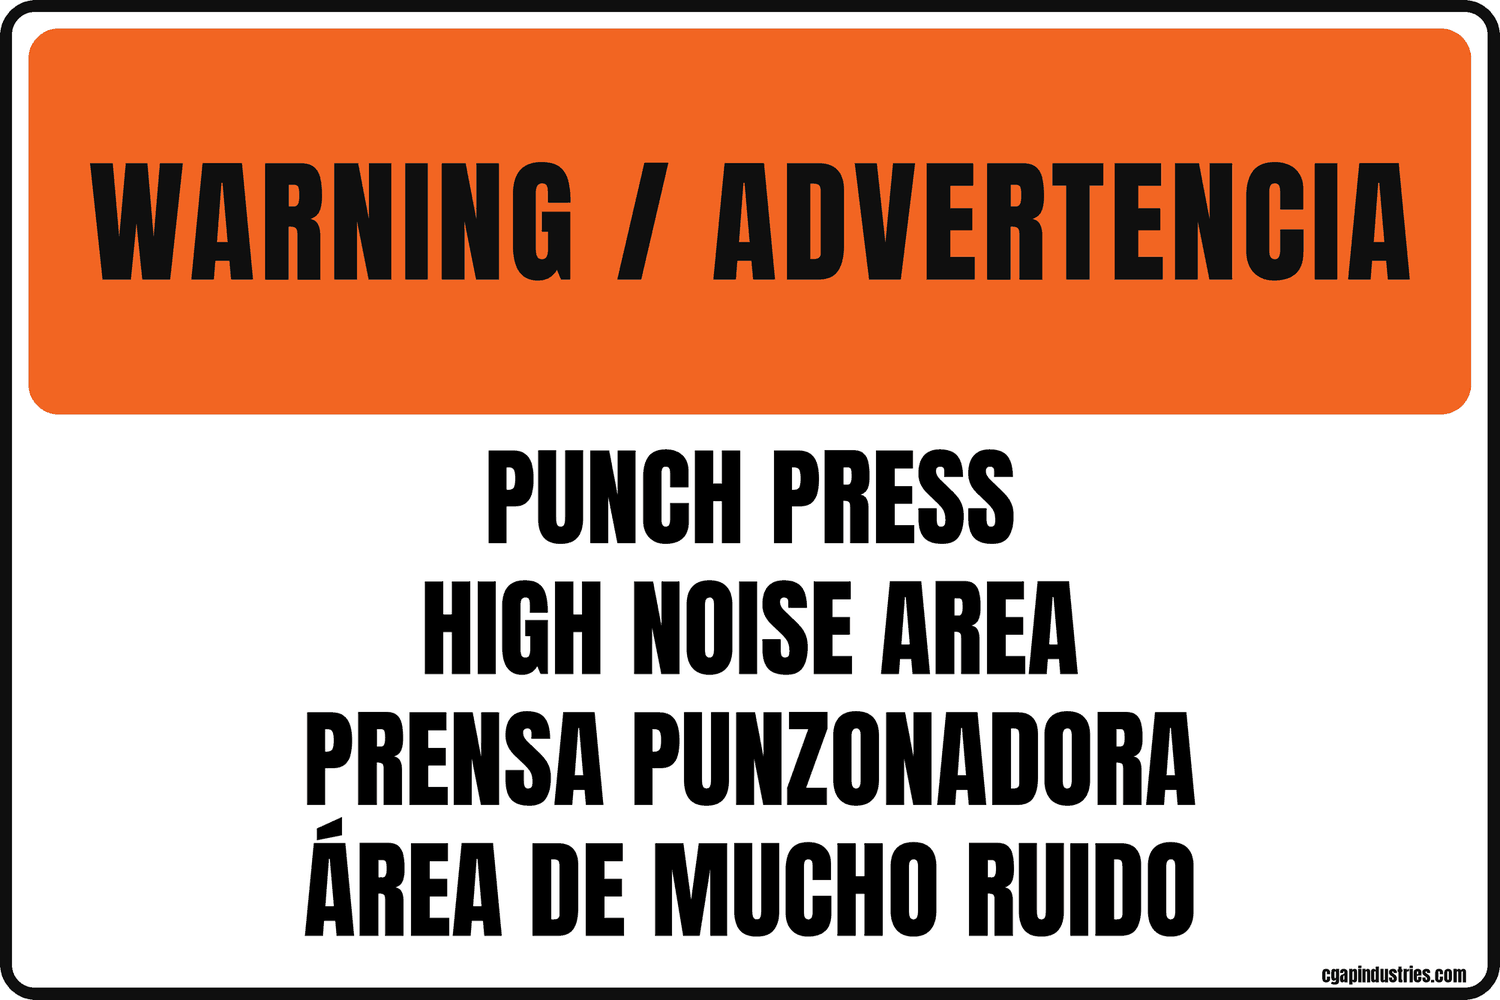 WARNING / ADVERTENCIA
PUNCH PRESS
HIGH NOISE AREA
PRENSA PUNZONADORA
ÁREA DE MUCHO RUIDO
cgapindustries.com